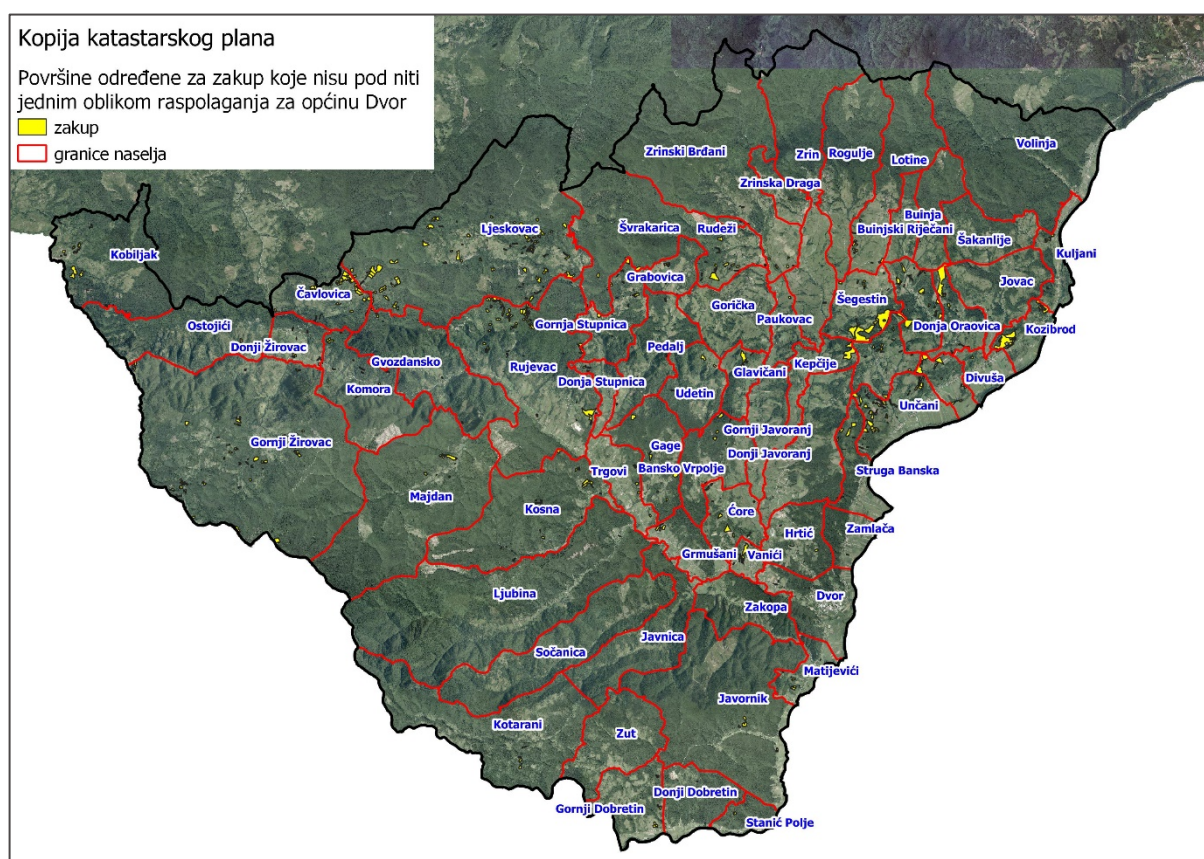 Kopija katastarskog plana
Površine određene za zakup koje nisu pod niti
jednim oblikom raspolaganja za općinu Dvor
zakup
granice naselja
Volinja
Zrinski Brđani
Zrin
Rogulje
Lotine
Zrinska Draga
Buinja
Ljeskovac
Švrakarica
Rudeži
Buinjski Riječani
Šakanlije
Kobiljak
Kuljani
Grabovica
Jovac
Čavlovica
Gorička
Šegestin
Paukovac
Ostojići
Gornja Stupnica
Donja Oraovica
Kozibrod
Donji Žirovac
Pedalj
Gvozdansko
Rujevac
Glavičani
Kepčije
Divuša
Komora
Donja Stupnica
Udetin
Unčani
Gornji Javoranj
Gornji Žirovac
Gage
Donji Javoranj
Trgovi
Bansko Vrpolje
Struga Banska
Majdan
Kosna
Ćore
Hrtić
Zamlača
Grmušani
Vanići
Ljubina
Dvor
Zakopa
Javnica
Sočanica
Matijevići
Javornik
Kotarani
Zut
Donji Dobretin
Gornji Dobretin
Stanić Polje